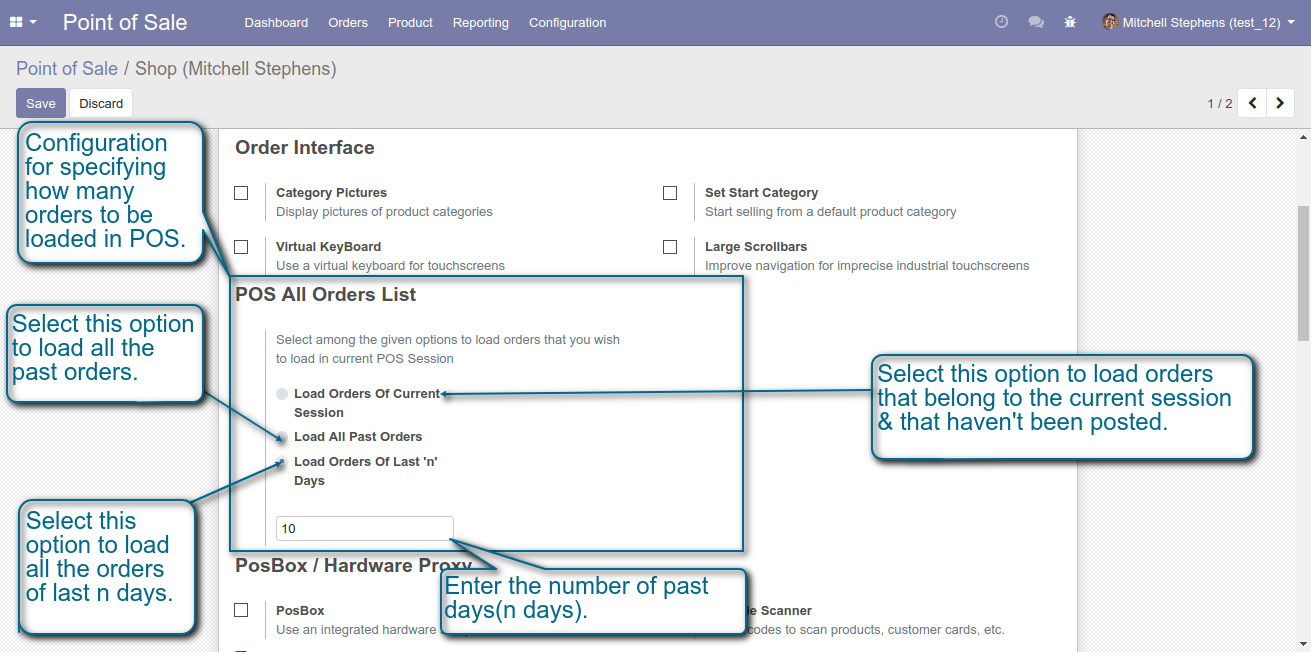 Point of Sale
Dashboard Orders Product Reporting Configuration
Mitchell Stephens (test_12)
Point of Sale / Shop (Mitchell Stephens)
Save Discard
1 / 2
Configuration
for specifying
how many
orders to be
loaded in POS.
Order Interface
Category Pictures
Display pictures of product categories
Set Start Category
Start selling from a default product category
Virtual KeyBoard
Use a virtual keyboard for touchscreens
Large Scrollbars
Improve navigation for imprecise industrial touchscreens
POS All Orders List
Select among the given options to load orders that you wish
to load in current POS Session
Load Orders Of Current
Session
Load All Past Orders
Load Orders Of Last 'n'
Days
10
Select this option
to load all the
past orders.
Select this option to load orders
that belong to the current session
& that haven't been posted.
Select this
option to load
all the orders
of last n days.
Enter the number of past
days(n days).
PosBox / Hardware Proxy
PosBox
Use an integrated hardware
Scanner
codes to scan products, customer cards, etc.